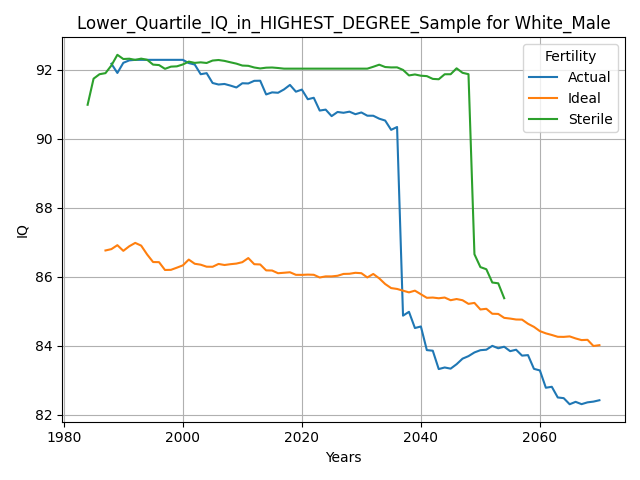 Lower_Quartile_IQ_in_HIGHEST_DEGREE_Sample for White_Male
Fertility
Actual
Ideal
Sterile
IQ
92
90
88
86
84
82
1980
2000
2020
2040
2060
Years